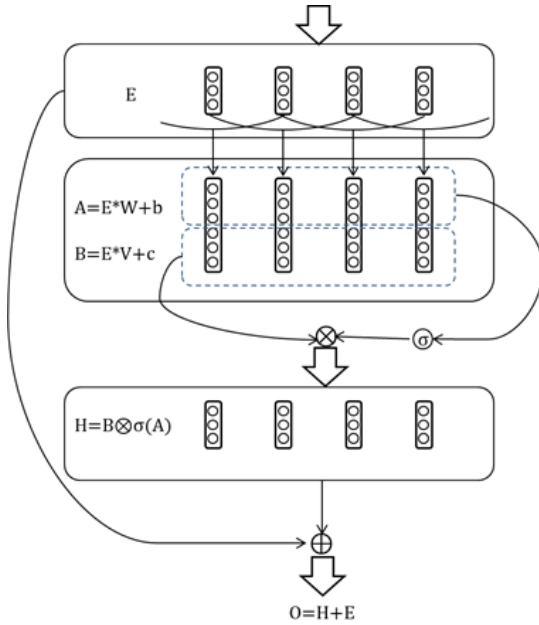 E
A=E*W+b
B=E*V+c
σ
H=B⊗σ(A)
O=H+E